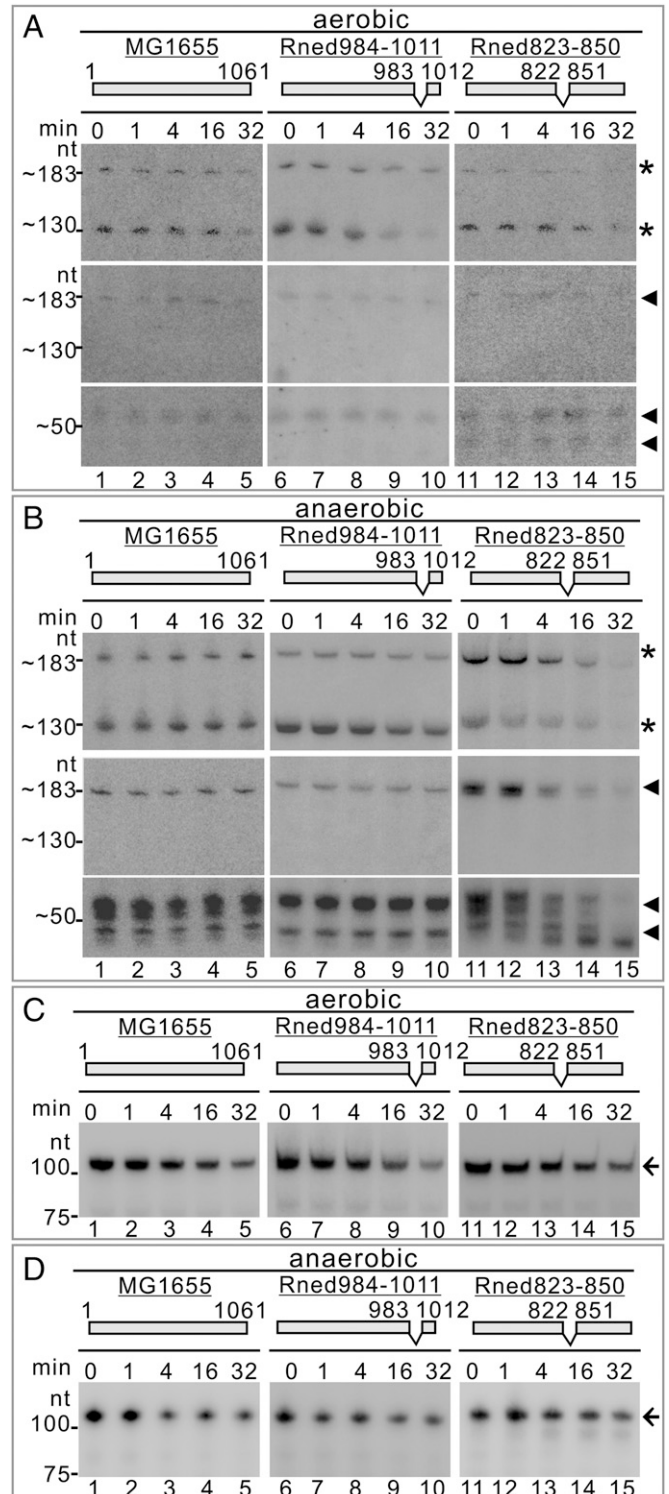 A
aerobic
MG1655 Rned984-1011 Rned823-850
1 1061 983 1012 822 851
min 0 1 4 16 32 0 1 4 16 32 0 1 4 16 32
nt
~183- *
~130- *
nt
~183- ◄
~130-
~50- ◄
◄
1 2 3 4 5 6 7 8 9 10 11 12 13 14 15
B
anaerobic
MG1655 Rned984-1011 Rned823-850
1 1061 983 1012 822 851
min 0 1 4 16 32 0 1 4 16 32 0 1 4 16 32
nt
~183- *
~130- *
nt
~183- ◄
~130-
~50- ◄
◄
1 2 3 4 5 6 7 8 9 10 11 12 13 14 15
C
aerobic
MG1655 Rned984-1011 Rned823-850
1 1061 983 1012 822 851
min 0 1 4 16 32 0 1 4 16 32 0 1 4 16 32
nt
100- ←
75-
1 2 3 4 5 6 7 8 9 10 11 12 13 14 15
D
anaerobic
MG1655 Rned984-1011 Rned823-850
1 1061 983 1012 822 851
min 0 1 4 16 32 0 1 4 16 32 0 1 4 16 32
nt
100- ←
75-
1 2 3 4 5 6 7 8 9 10 11 12 13 14 15